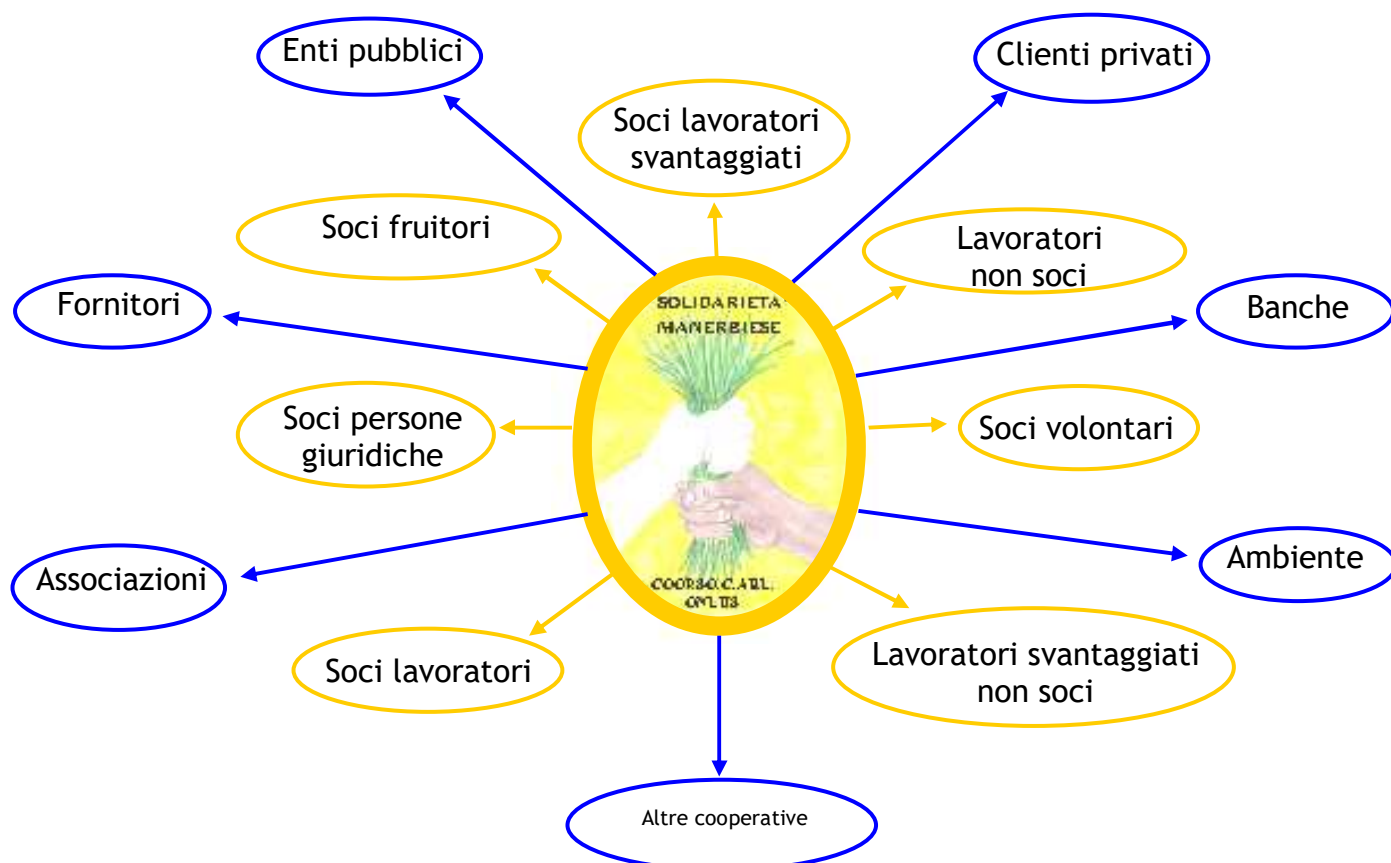 Enti pubblici
Clienti privati
Soci lavoratori
svantaggiati
Soci fruitori
Lavoratori
non soci
Fornitori
Banche
SOLIDARIETA'
MANERBIESE
Soci persone
giuridiche
Soci volontari
Associazioni
Ambiente
ONLUS
Soci lavoratori
Lavoratori svantaggiati
non soci
Altre cooperative